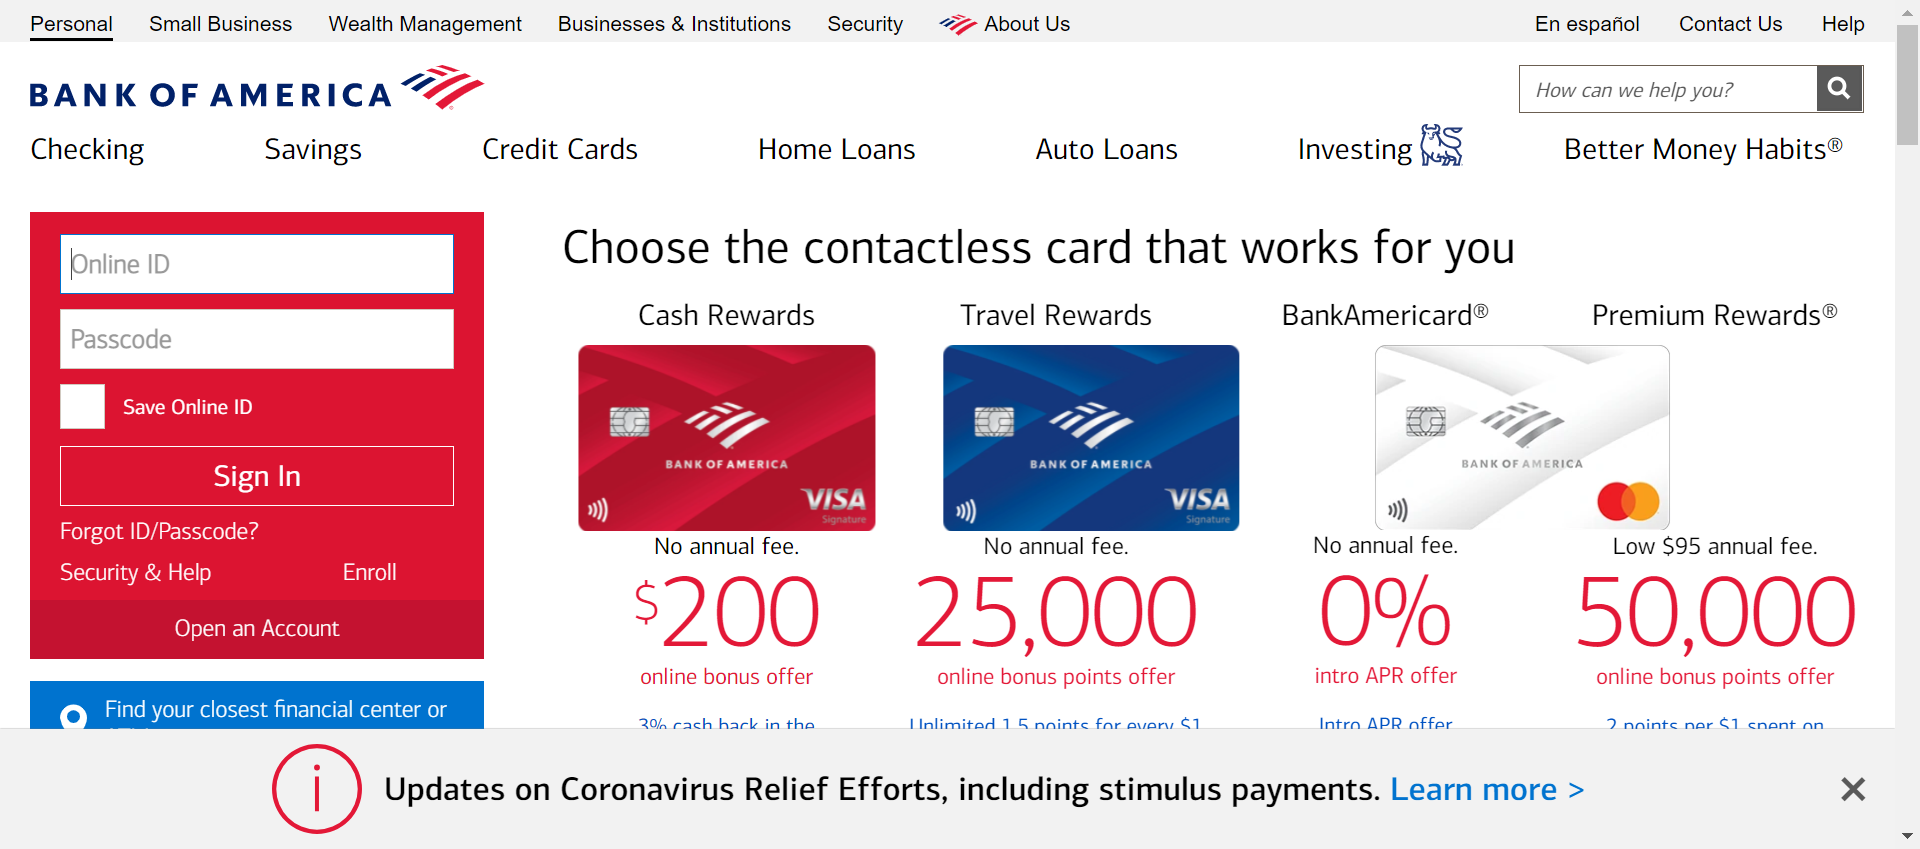 Personal Small Business Wealth Management Businesses & Institutions Security About Us En español Contact Us Help
BANK OF AMERICA
How can we help you?
Checking Savings Credit Cards Home Loans Auto Loans Investing Better Money Habits®
Online ID
Passcode
Save Online ID
Sign In
Forgot ID/Passcode?
Security & Help Enroll
Open an Account
Find your closest financial center or
Choose the contactless card that works for you
Cash Rewards Travel Rewards BankAmericard® Premium Rewards®
BANK OF AMERICA BANK OF AMERICA BANK OF AMERICA
VISA VISA
Signature Signature
No annual fee. No annual fee. No annual fee. Low $95 annual fee.
$200 25,000 0% 50,000
online bonus offer online bonus points offer intro APR offer online bonus points offer
3% cash back in the Unlimited 1.5 points for every $1 Intro APR offer 2 points per $1 spent on
Updates on Coronavirus Relief Efforts, including stimulus payments. Learn more >